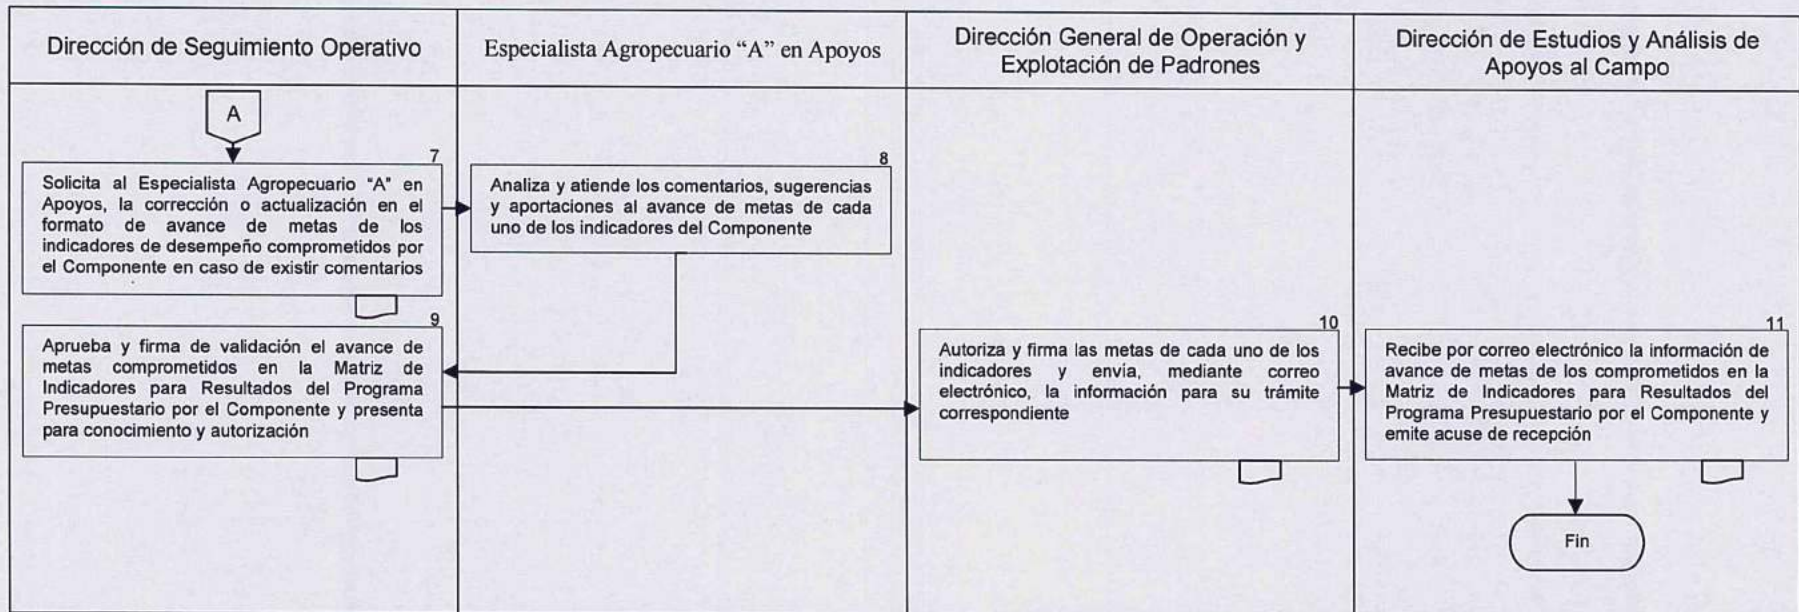 Dirección de Seguimiento Operativo
Especialista Agropecuario “A” en Apoyos
Dirección General de Operación y
Explotación de Padrones
Dirección de Estudios y Análisis de
Apoyos al Campo
A
7
Solicita al Especialista Agropecuario “A” en
Apoyos, la corrección o actualización en el
formato de avance de metas de los
indicadores de desempeño comprometidos por
el Componente en caso de existir comentarios
8
Analiza y atiende los comentarios, sugerencias
y aportaciones al avance de metas de cada
uno de los indicadores del Componente
9
Aprueba y firma de validación el avance de
metas comprometidos en la Matriz de
Indicadores para Resultados del Programa
Presupuestario por el Componente y presenta
para conocimiento y autorización
10
Autoriza y firma las metas de cada uno de los
indicadores y envía, mediante correo
electrónico, la información para su trámite
correspondiente
11
Recibe por correo electrónico la información de
avance de metas de los comprometidos en la
Matriz de Indicadores para Resultados del
Programa Presupuestario por el Componente y
emite acuse de recepción
Fin